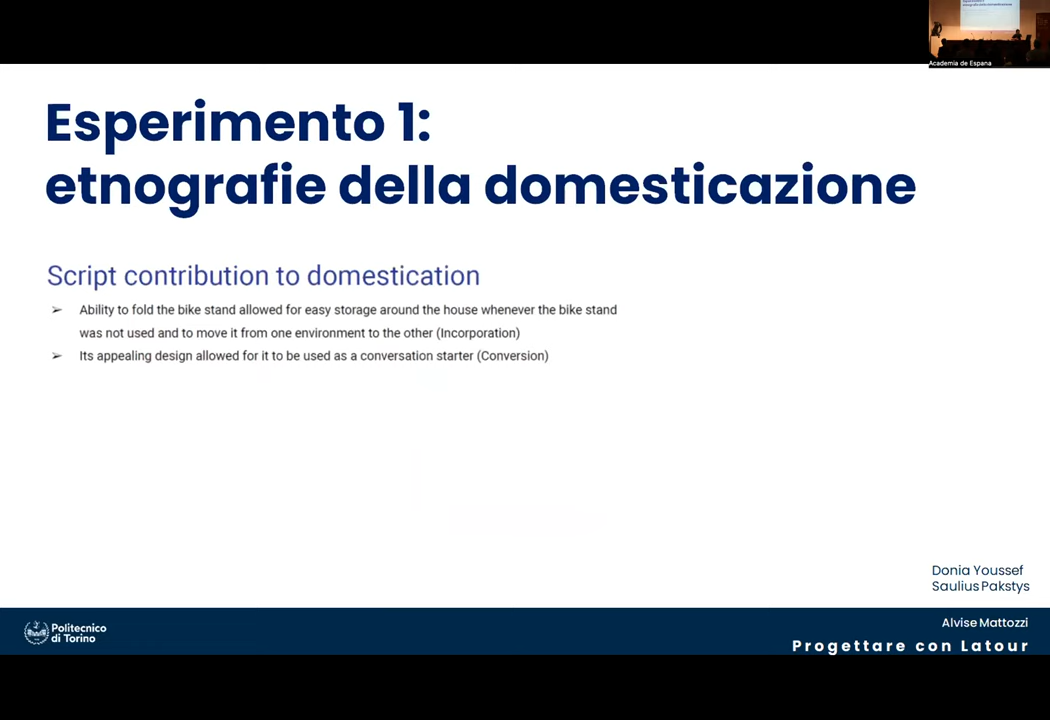 Academia de Espana
Esperimento 1:
etnografie della domesticazione
Script contribution to domestication
➢ Ability to fold the bike stand allowed for easy storage around the house whenever the bike stand
was not used and to move it from one environment to the other (Incorporation)
➢ Its appealing design allowed for it to be used as a conversation starter (Conversion)
Donia Youssef
Saulius Pakstys
Politecnico
di Torino
Alvise Mattozzi
Progettare con Latour